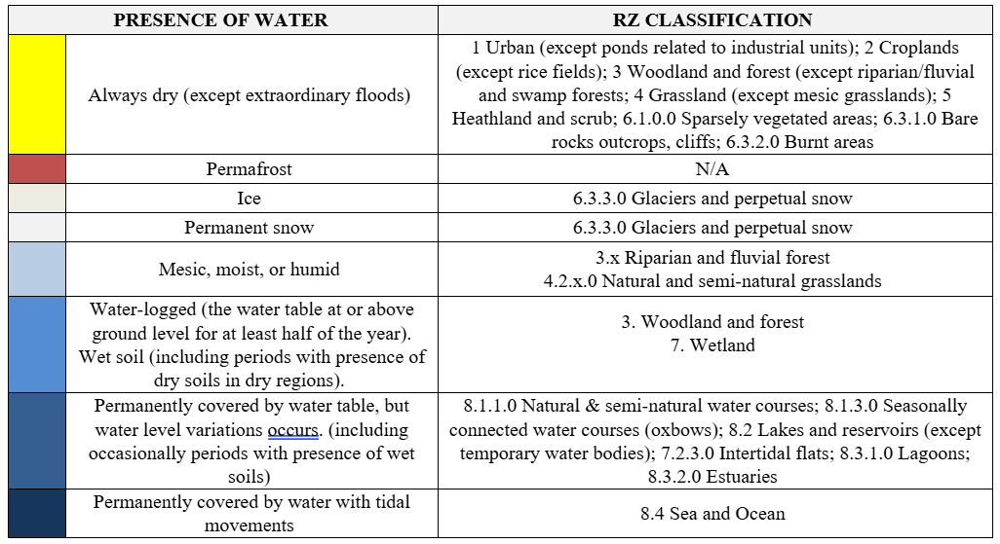 PRESENCE OF WATER
RZ CLASSIFICATION
Always dry (except extraordinary floods)
1 Urban (except ponds related to industrial units); 2 Croplands
(except rice fields); 3 Woodland and forest (except riparian/fluvial
and swamp forests; 4 Grassland (except mesic grasslands); 5
Heathland and scrub; 6.1.0.0 Sparsely vegetated areas; 6.3.1.0 Bare
rocks outcrops, cliffs; 6.3.2.0 Burnt areas
Permafrost
N/A
Ice
6.3.3.0 Glaciers and perpetual snow
Permanent snow
6.3.3.0 Glaciers and perpetual snow
Mesic, moist, or humid
3.x Riparian and fluvial forest
4.2.x.0 Natural and semi-natural grasslands
Water-logged (the water table at or above
ground level for at least half of the year).
Wet soil (including periods with presence of
dry soils in dry regions).
3. Woodland and forest
7. Wetland
Permanently covered by water table, but
water level variations occurs. (including
occasionally periods with presence of wet
soils)
8.1.1.0 Natural & semi-natural water courses; 8.1.3.0 Seasonally
connected water courses (oxbows); 8.2 Lakes and reservoirs (except
temporary water bodies); 7.2.3.0 Intertidal flats; 8.3.1.0 Lagoons;
8.3.2.0 Estuaries
Permanently covered by water with tidal
movements
8.4 Sea and Ocean